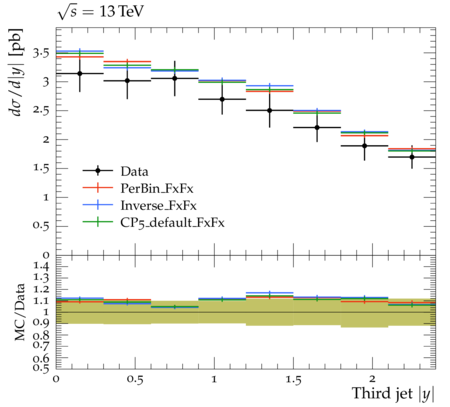 √s = 13 TeV
dσ/d|y| [pb]
3.5
3
2.5
2
1.5
1
0.5
0
Data
PerBin_FxFx
Inverse_FxFx
CP5_default_FxFx
MC/Data
1.4
1.3
1.2
1.1
1
0.9
0.8
0.7
0.6
0.5
0 0.5 1 1.5 2
Third jet |y|